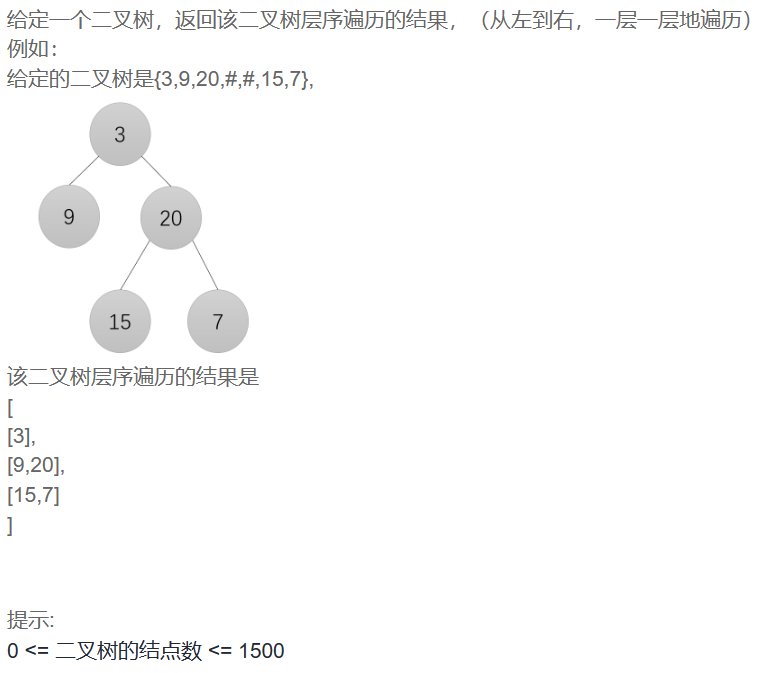 给定一个二叉树，返回该二叉树层序遍历的结果，（从左到右，一层一层地遍历）
例如：
给定的二叉树是{3,9,20,#,#,15,7},
3
9
20
15
7
该二叉树层序遍历的结果是
[
[3],
[9,20],
[15,7]
]
提示:
0 <= 二叉树的结点数 <= 1500